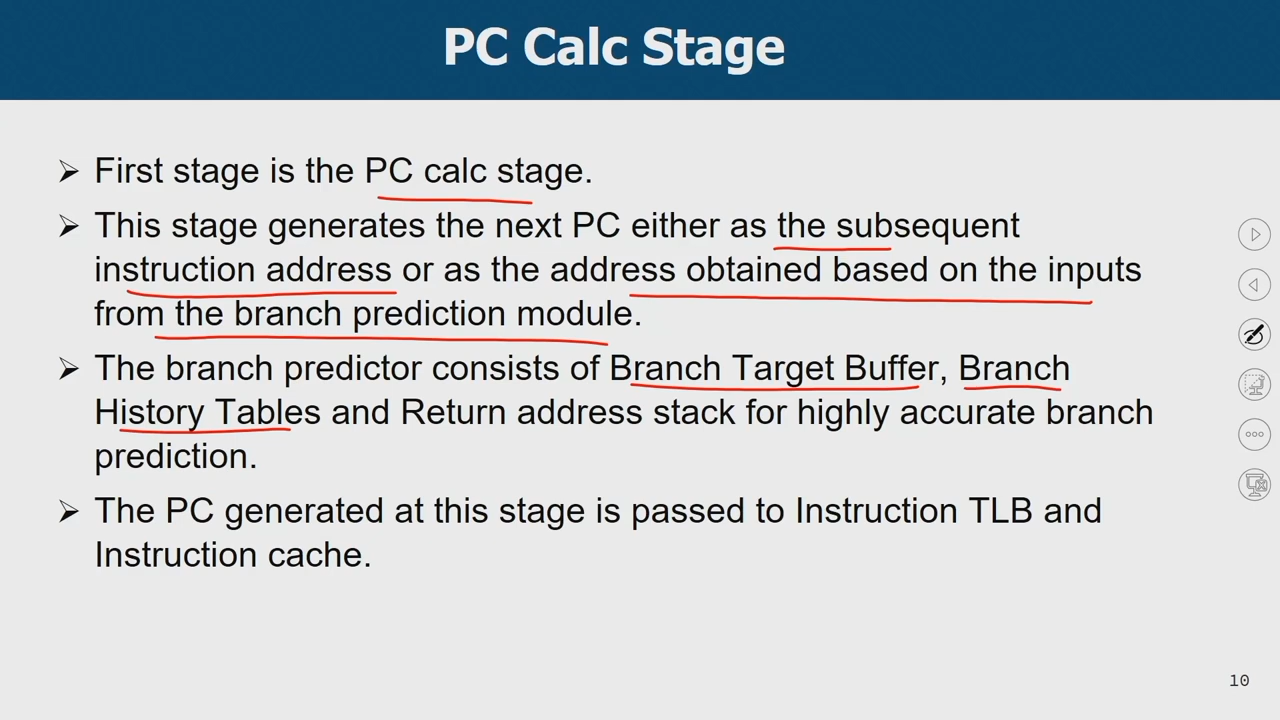 PC Calc Stage
➢ First stage is the PC calc stage.
➢ This stage generates the next PC either as the subsequent
instruction address or as the address obtained based on the inputs
from the branch prediction module.
➢ The branch predictor consists of Branch Target Buffer, Branch
History Tables and Return address stack for highly accurate branch
prediction.
➢ The PC generated at this stage is passed to Instruction TLB and
Instruction cache.
10